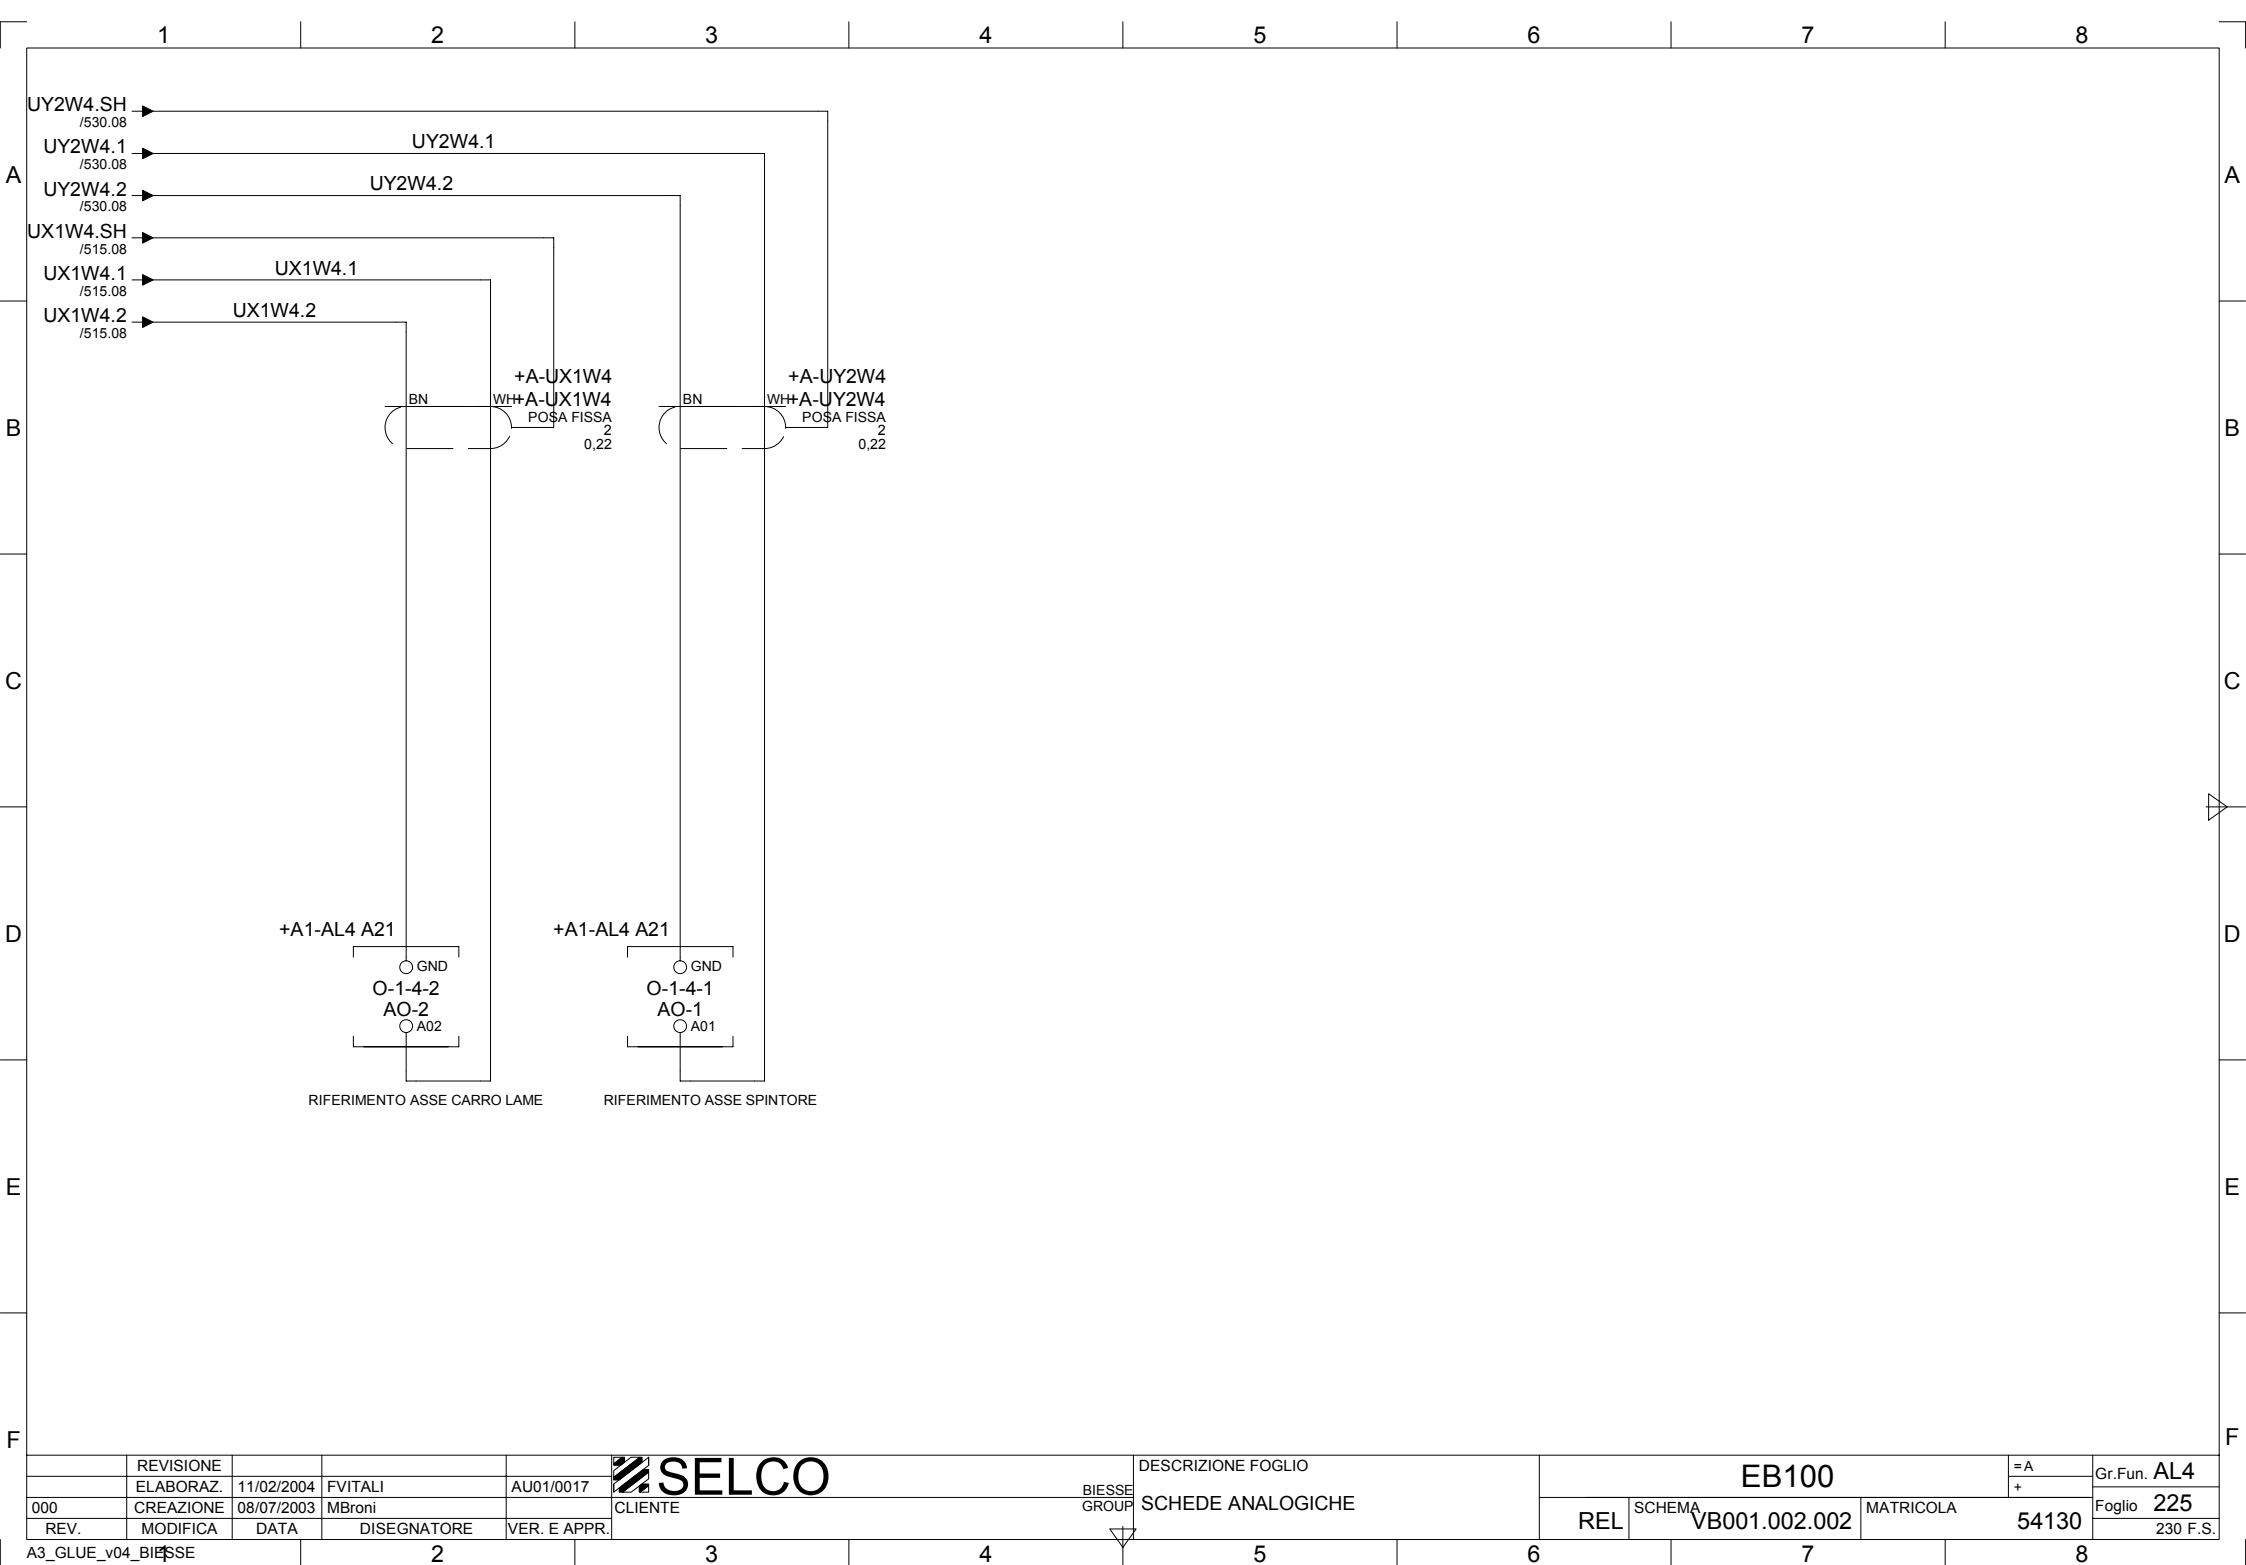 1 2 3 4 5 6 7 8
UY2W4.SH
/530.08
UY2W4.1
UY2W4.1
/530.08
A A
UY2W4.2
UY2W4.2
/530.08
UX1W4.SH
/515.08
UX1W4.1
UX1W4.1
/515.08
UX1W4.2
UX1W4.2
/515.08
+A-UX1W4 +A-UY2W4
BN WH +A-UX1W4 BN WH +A-UY2W4
POSA FISSA POSA FISSA
B 2 2 B
0,22 0,22
C C
+A1-AL4 A21 +A1-AL4 A21
D D
GND GND
O-1-4-2 O-1-4-1
AO-2 AO-1
A02 A01
RIFERIMENTO ASSE CARRO LAME RIFERIMENTO ASSE SPINTORE
E E
F F
REVISIONE
ELABORAZ. 11/02/2004 FVITALI AU01/0017
000 CREAZIONE 08/07/2003 MBroni
REV. MODIFICA DATA DISEGNATORE VER. E APPR.
SELCO
BIESSE
GROUP
CLIENTE
DESCRIZIONE FOGLIO
SCHEDE ANALOGICHE
EB100
REL SCHEMA VB001.002.002 MATRICOLA 54130
=A
+
Gr.Fun. AL4
Foglio 225
230 F.S.
A3_GLUE_v04_BIESSE
1 2 3 4 5 6 7 8